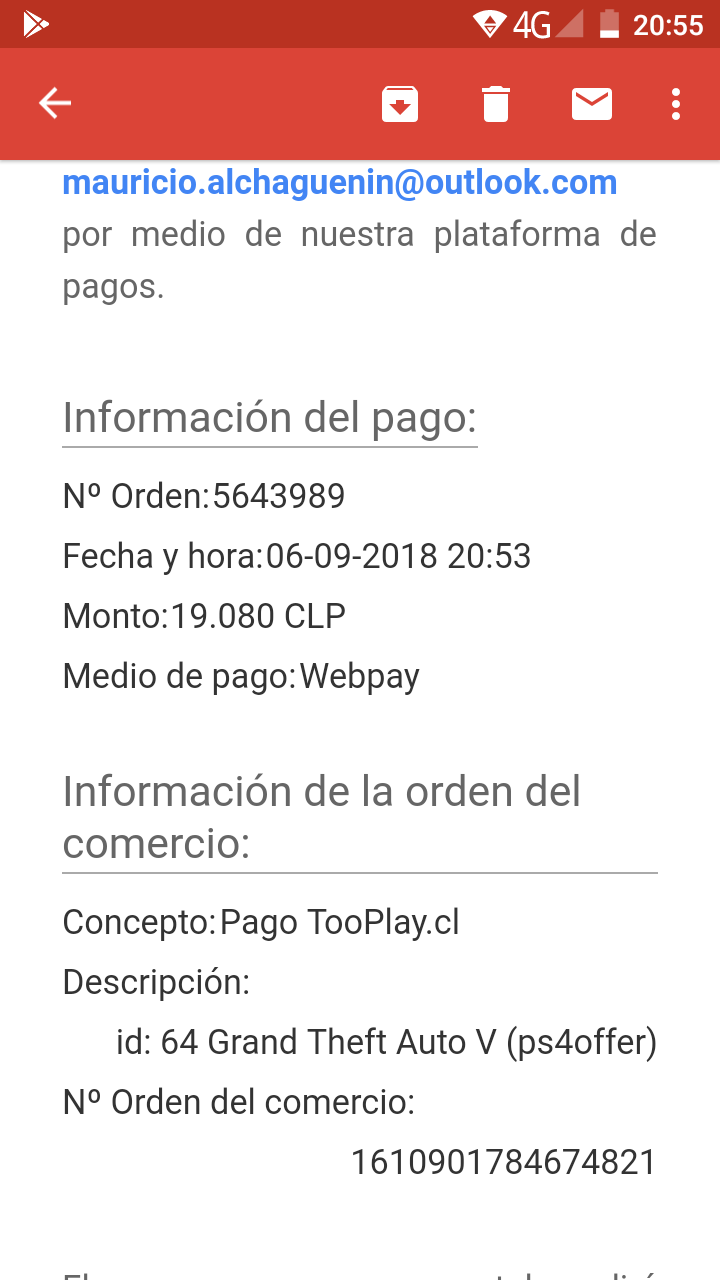 4G 20:55
mauricio.alchaguenin@outlook.com
por medio de nuestra plataforma de
pagos.
Información del pago:
Nº Orden:5643989
Fecha y hora:06-09-2018 20:53
Monto:19.080 CLP
Medio de pago:Webpay
Información de la orden del
comercio:
Concepto:Pago TooPlay.cl
Descripción:
id: 64 Grand Theft Auto V (ps4offer)
Nº Orden del comercio:
1610901784674821